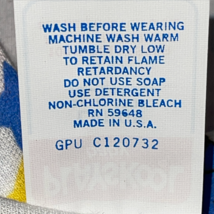 WASH BEFORE WEARING
MACHINE WASH WARM
TUMBLE DRY LOW
TO RETAIN FLAME
RETARDANCY
DO NOT USE SOAP
USE DETERGENT
NON-CHLORINE BLEACH
RN 59648
MADE IN U.S.A.
GPU C120732